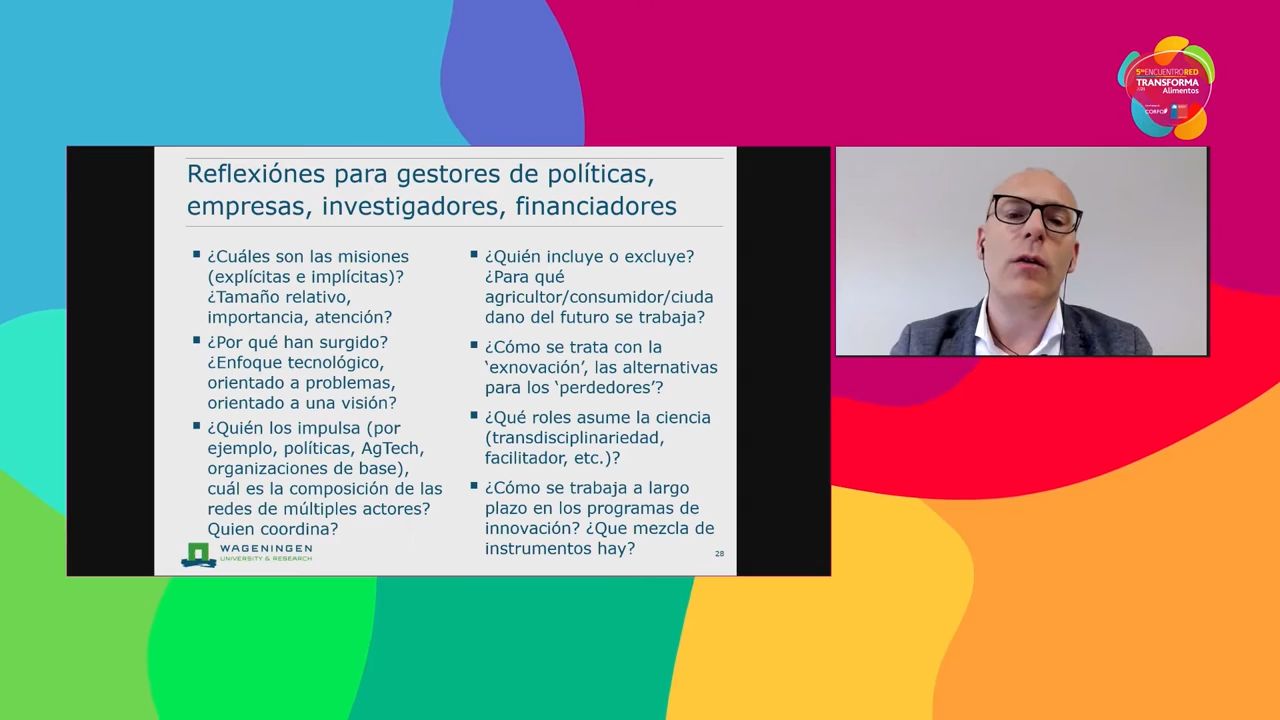 5to ENCUENTRO RED
TRANSFORMA
Alimentos
CORFO
Reflexiónes para gestores de políticas,
empresas, investigadores, financiadores
¿Cuáles son las misiones
(explícitas e implícitas)?
¿Tamaño relativo,
importancia, atención?
¿Por qué han surgido?
¿Enfoque tecnológico,
orientado a problemas,
orientado a una visión?
¿Quién los impulsa (por
ejemplo, políticas, AgTech,
organizaciones de base),
cuál es la composición de las
redes de múltiples actores?
Quien coordina?
¿Quién incluye o excluye?
¿Para qué
agricultor/consumidor/ciuda
dano del futuro se trabaja?
¿Cómo se trata con la
‘exnovación’, las alternativas
para los ‘perdedores’?
¿Qué roles asume la ciencia
(transdisciplinariedad,
facilitador, etc.)?
¿Cómo se trabaja a largo
plazo en los programas de
innovación? ¿Que mezcla de
instrumentos hay?
WAGENINGEN
UNIVERSITY & RESEARCH
28